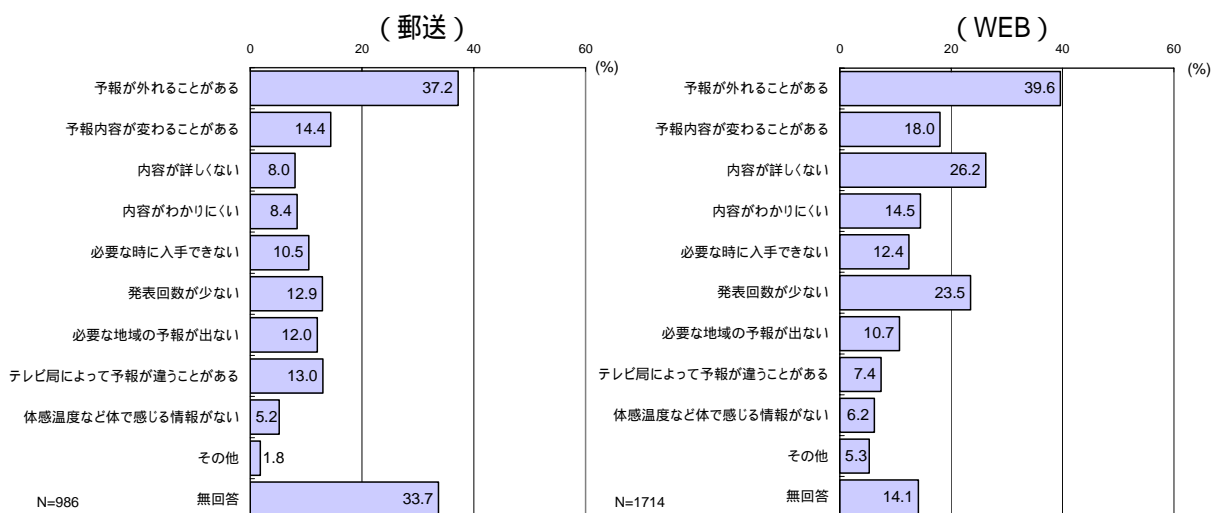 (郵送)
0 20 40 60
(%)
予報が外れることがある 37.2
予報内容が変わることがある 14.4
内容が詳しくない 8.0
内容がわかりにくい 8.4
必要な時に入手できない 10.5
発表回数が少ない 12.9
必要な地域の予報が出ない 12.0
テレビ局によって予報が違うことがある 13.0
体感温度など体で感じる情報がない 5.2
その他 1.8
N=986 無回答 33.7
(WEB)
0 20 40 60
(%)
予報が外れることがある 39.6
予報内容が変わることがある 18.0
内容が詳しくない 26.2
内容がわかりにくい 14.5
必要な時に入手できない 12.4
発表回数が少ない 23.5
必要な地域の予報が出ない 10.7
テレビ局によって予報が違うことがある 7.4
体感温度など体で感じる情報がない 6.2
その他 5.3
N=1714 無回答 14.1